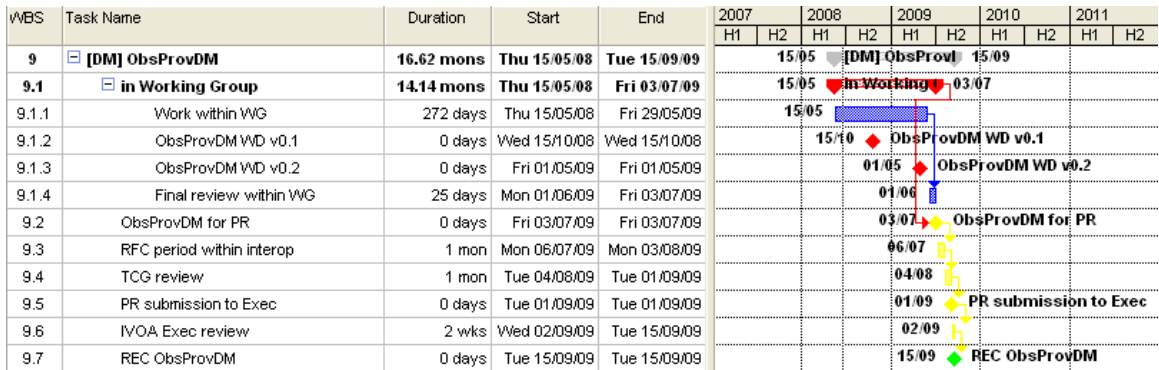 WBS Task Name Duration Start End 2007 2008 2009 2010 2011
H1 H2 H1 H2 H1 H2 H1 H2 H1 H2
9 [DM] ObsProvDM 16.62 mons Thu 15/05/08 Tue 15/09/09 15/05 [DM] ObsProvI 15/09
9.1 in Working Group 14.14 mons Thu 15/05/08 Fri 03/07/09 15/05 in Working 03/07
9.1.1 Work within WG 272 days Thu 15/05/08 Fri 29/05/09 15/05
9.1.2 ObsProvDM WD v0.1 0 days Wed 15/10/08 Wed 15/10/08 15/10 ObsProvDM WD v0.1
9.1.3 ObsProvDM WD v0.2 0 days Fri 01/05/09 Fri 01/05/09 01/05 ObsProvDM WD v0.2
9.1.4 Final review within WG 25 days Mon 01/06/09 Fri 03/07/09 01/06
9.2 ObsProvDM for PR 0 days Fri 03/07/09 Fri 03/07/09 03/07 ObsProvDM for PR
9.3 RFC period within interop 1 mon Mon 06/07/09 Mon 03/08/09 06/07
9.4 TCG review 1 mon Tue 04/08/09 Tue 01/09/09 04/08
9.5 PR submission to Exec 0 days Tue 01/09/09 Tue 01/09/09 01/09 PR submission to Exec
9.6 IVOA Exec review 2 wks Wed 02/09/09 Tue 15/09/09 02/09
9.7 REC ObsProvDM 0 days Tue 15/09/09 Tue 15/09/09 15/09 REC ObsProvDM